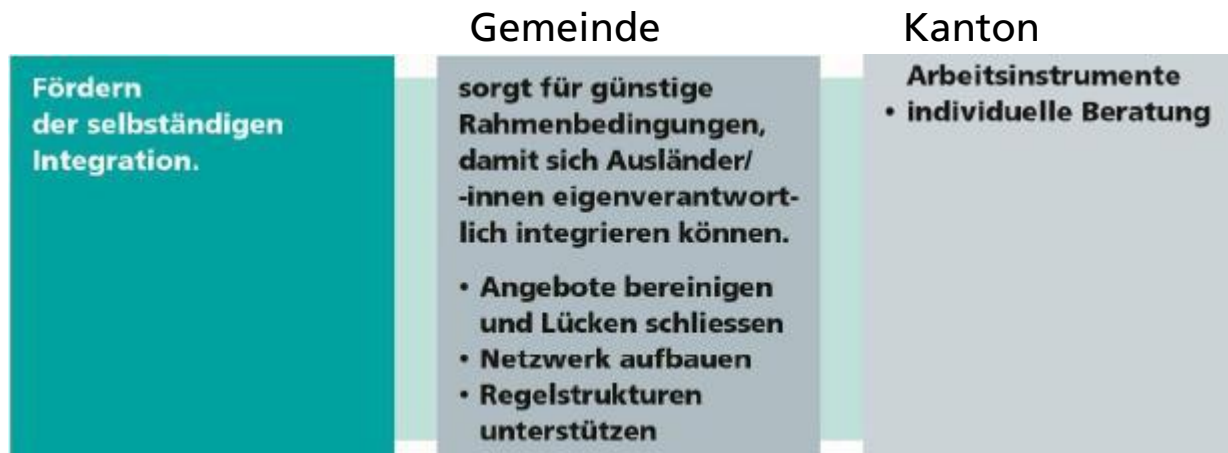 Gemeinde
Kanton
Fördern
der selbständigen
Integration.
sorgt für günstige
Rahmenbedingungen,
damit sich Ausländer/
-innen eigenverantwort-
lich integrieren können.
• Angebote bereinigen
und Lücken schliessen
• Netzwerk aufbauen
• Regelstrukturen
unterstützen
Arbeitsinstrumente
• individuelle Beratung